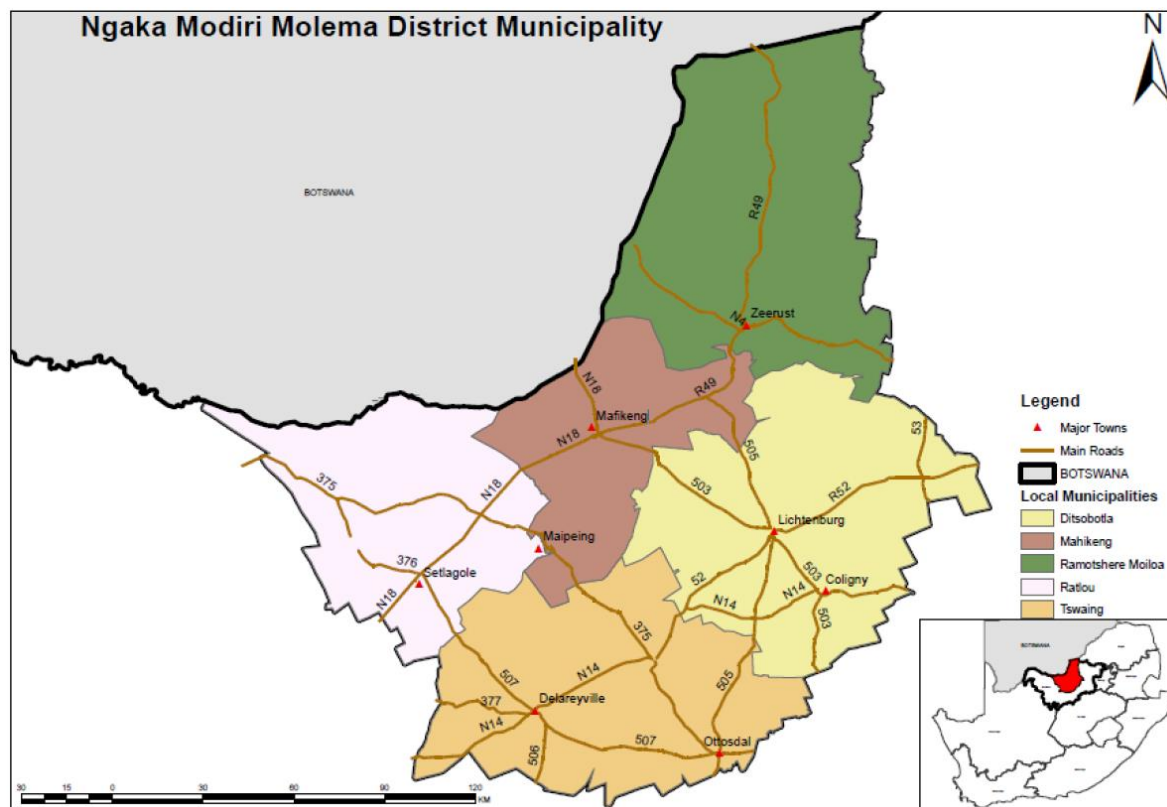 Ngaka Modiri Molema District Municipality
N
BOTSWANA
R49
N4
Zeerust
N18
R49
Mafikeng
N18
505
53
375
N18
503
R52
Lichtenburg
Maipeing
376
Setlagole
52
503
Coligny
N18
N14
N14
503
375
507
N14
505
377
Delareyville
N14
506
507
Ottosdal
Legend
Major Towns
Main Roads
BOTSWANA
Local Municipalities
Ditsobotla
Mahikeng
Ramotshere Moiloa
Ratlou
Tswaing
BOTSWANA
30 15 0 30 60 90 120
KM